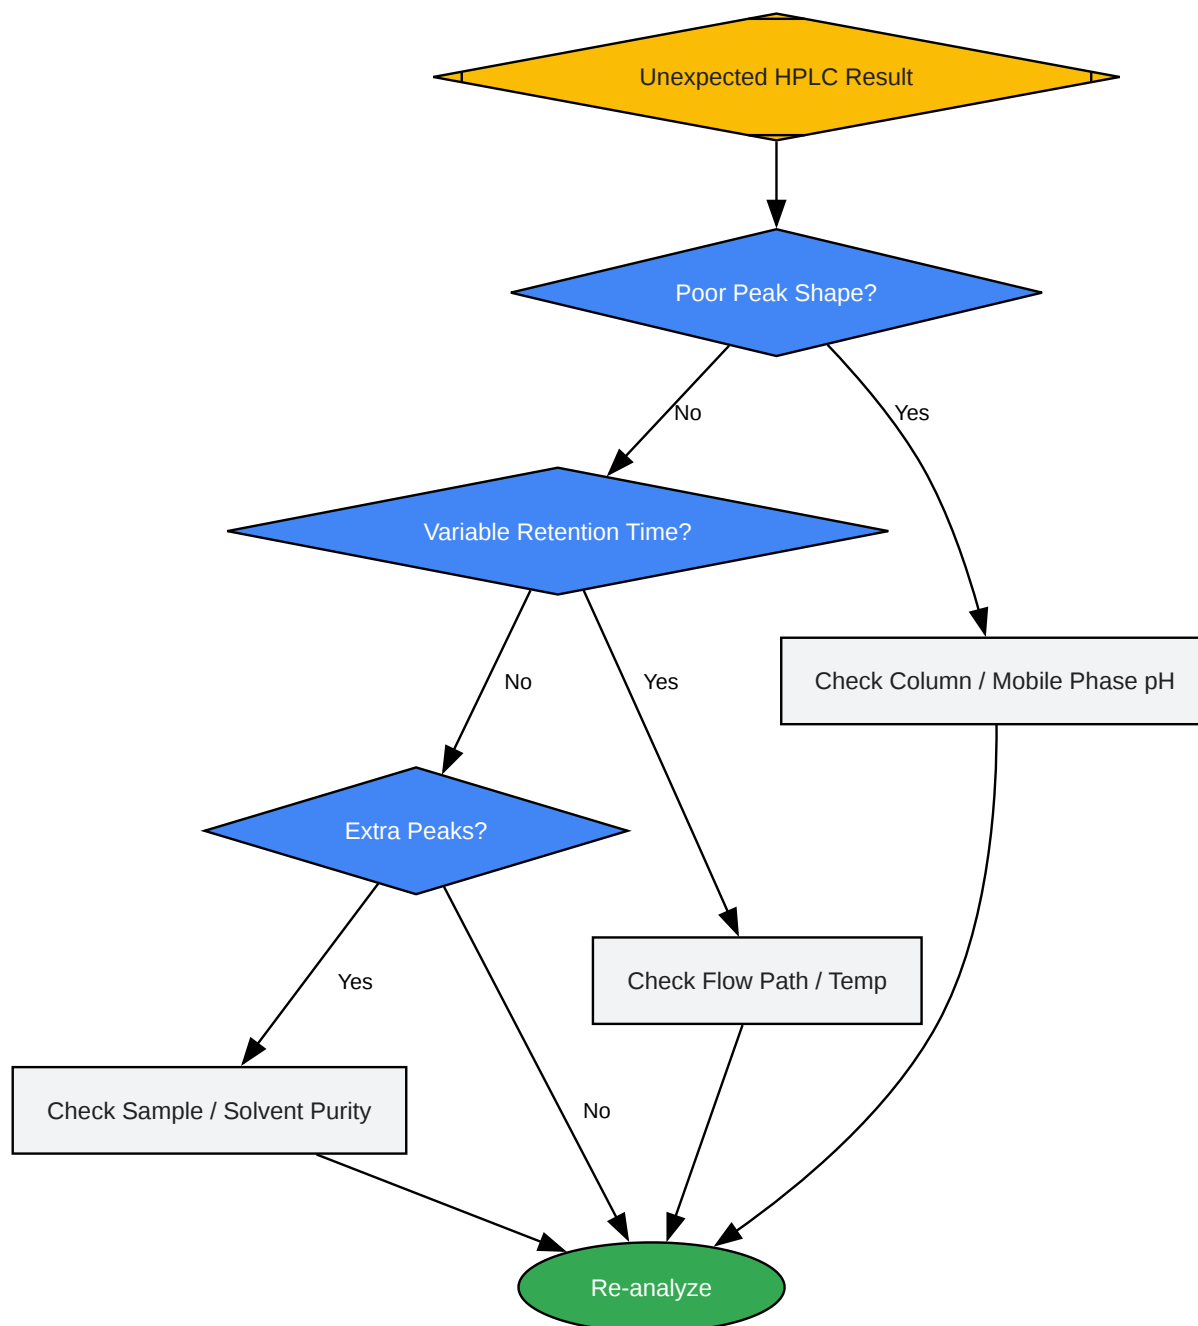 Unexpected HPLC Result
Poor Peak Shape?
No
Yes
Variable Retention Time?
No
Yes
Check Column / Mobile Phase pH
Extra Peaks?
Yes
Check Flow Path / Temp
Check Sample / Solvent Purity
No
Re-analyze